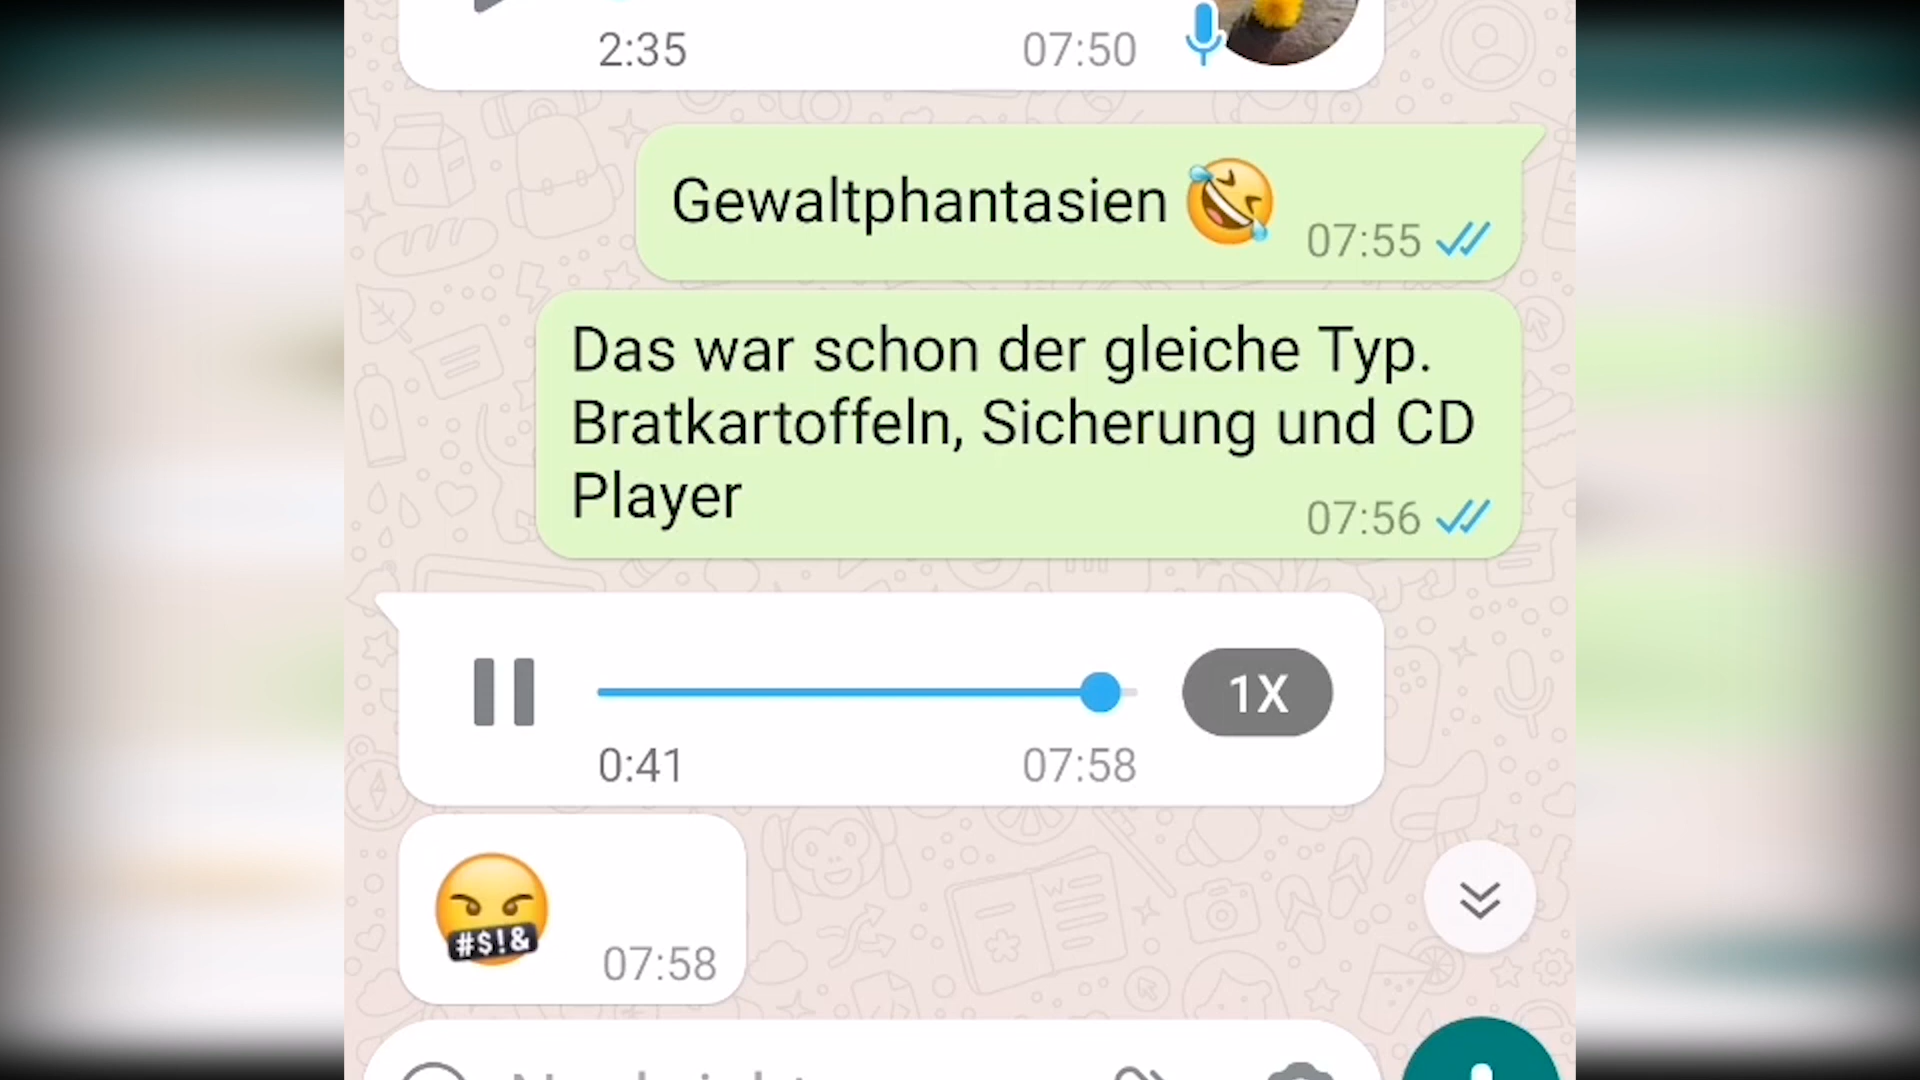 2:35 07:50
Gewaltphantasien 🤣 07:55
Das war schon der gleiche Typ.
Bratkartoffeln, Sicherung und CD
Player 07:56
1X
0:41 07:58
#$!&
07:58